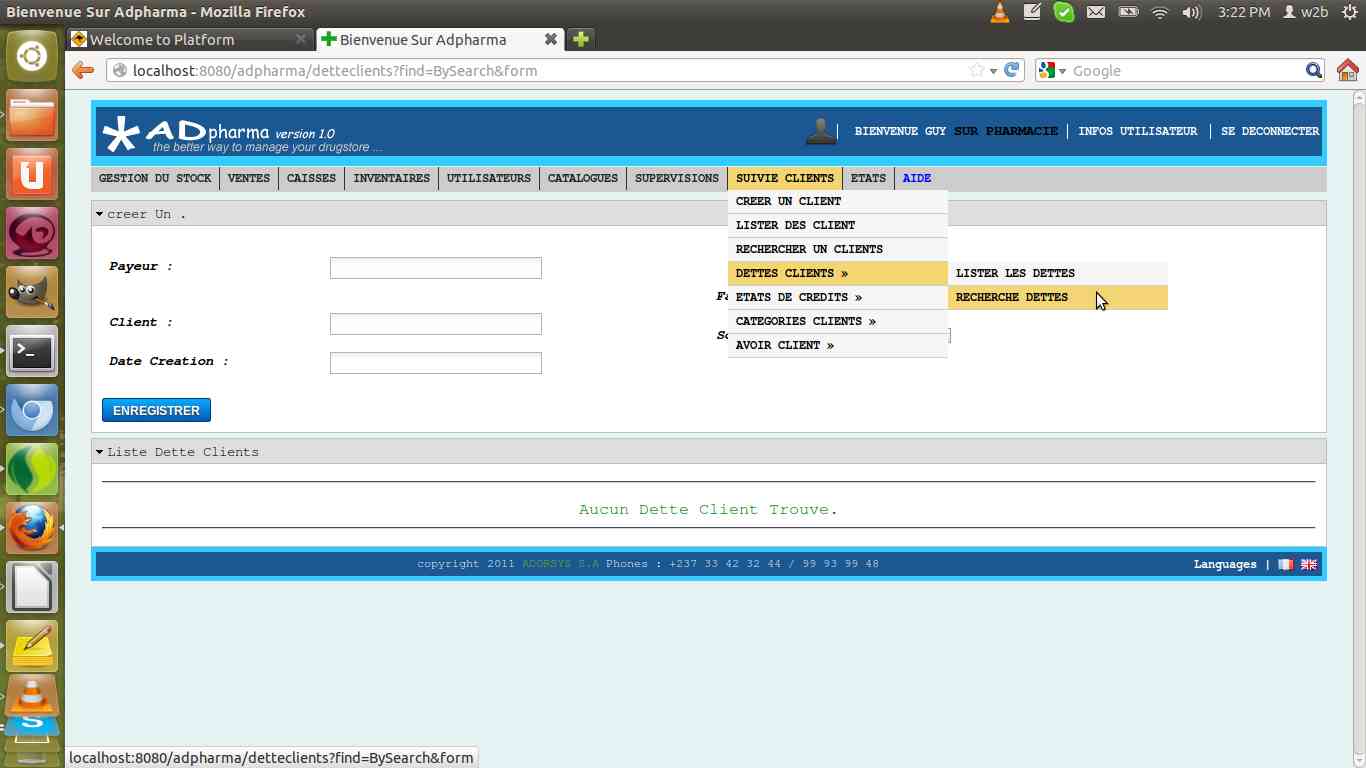 Bienvenue Sur Adpharma - Mozilla Firefox
3:22 PM w2b
Welcome to Platform
Bienvenue Sur Adpharma
localhost:8080/adpharma/detteclients?find=BySearch&form
Google
ADpharma version 1.0
the better way to manage your drugstore ...
BIENVENUE GUY SUR PHARMACIE | INFOS UTILISATEUR | SE DECONNECTER
GESTION DU STOCK VENTES CAISSES INVENTAIRES UTILISATEURS CATALOGUES SUPERVISIONS SUIVIE CLIENTS ETATS AIDE
CREER UN CLIENT
LISTER DES CLIENT
RECHERCHER UN CLIENTS
DETTES CLIENTS »
ETATS DE CREDITS »
CATEGORIES CLIENTS »
AVOIR CLIENT »
LISTER LES DETTES
RECHERCHE DETTES
creer Un .
Payeur :
Client :
Date Creation :
ENREGISTRER
Liste Dette Clients
Aucun Dette Client Trouve.
copyright 2011 ADORSYS S.A Phones : +237 33 42 32 44 / 99 93 99 48
Languages |
localhost:8080/adpharma/detteclients?find=BySearch&form